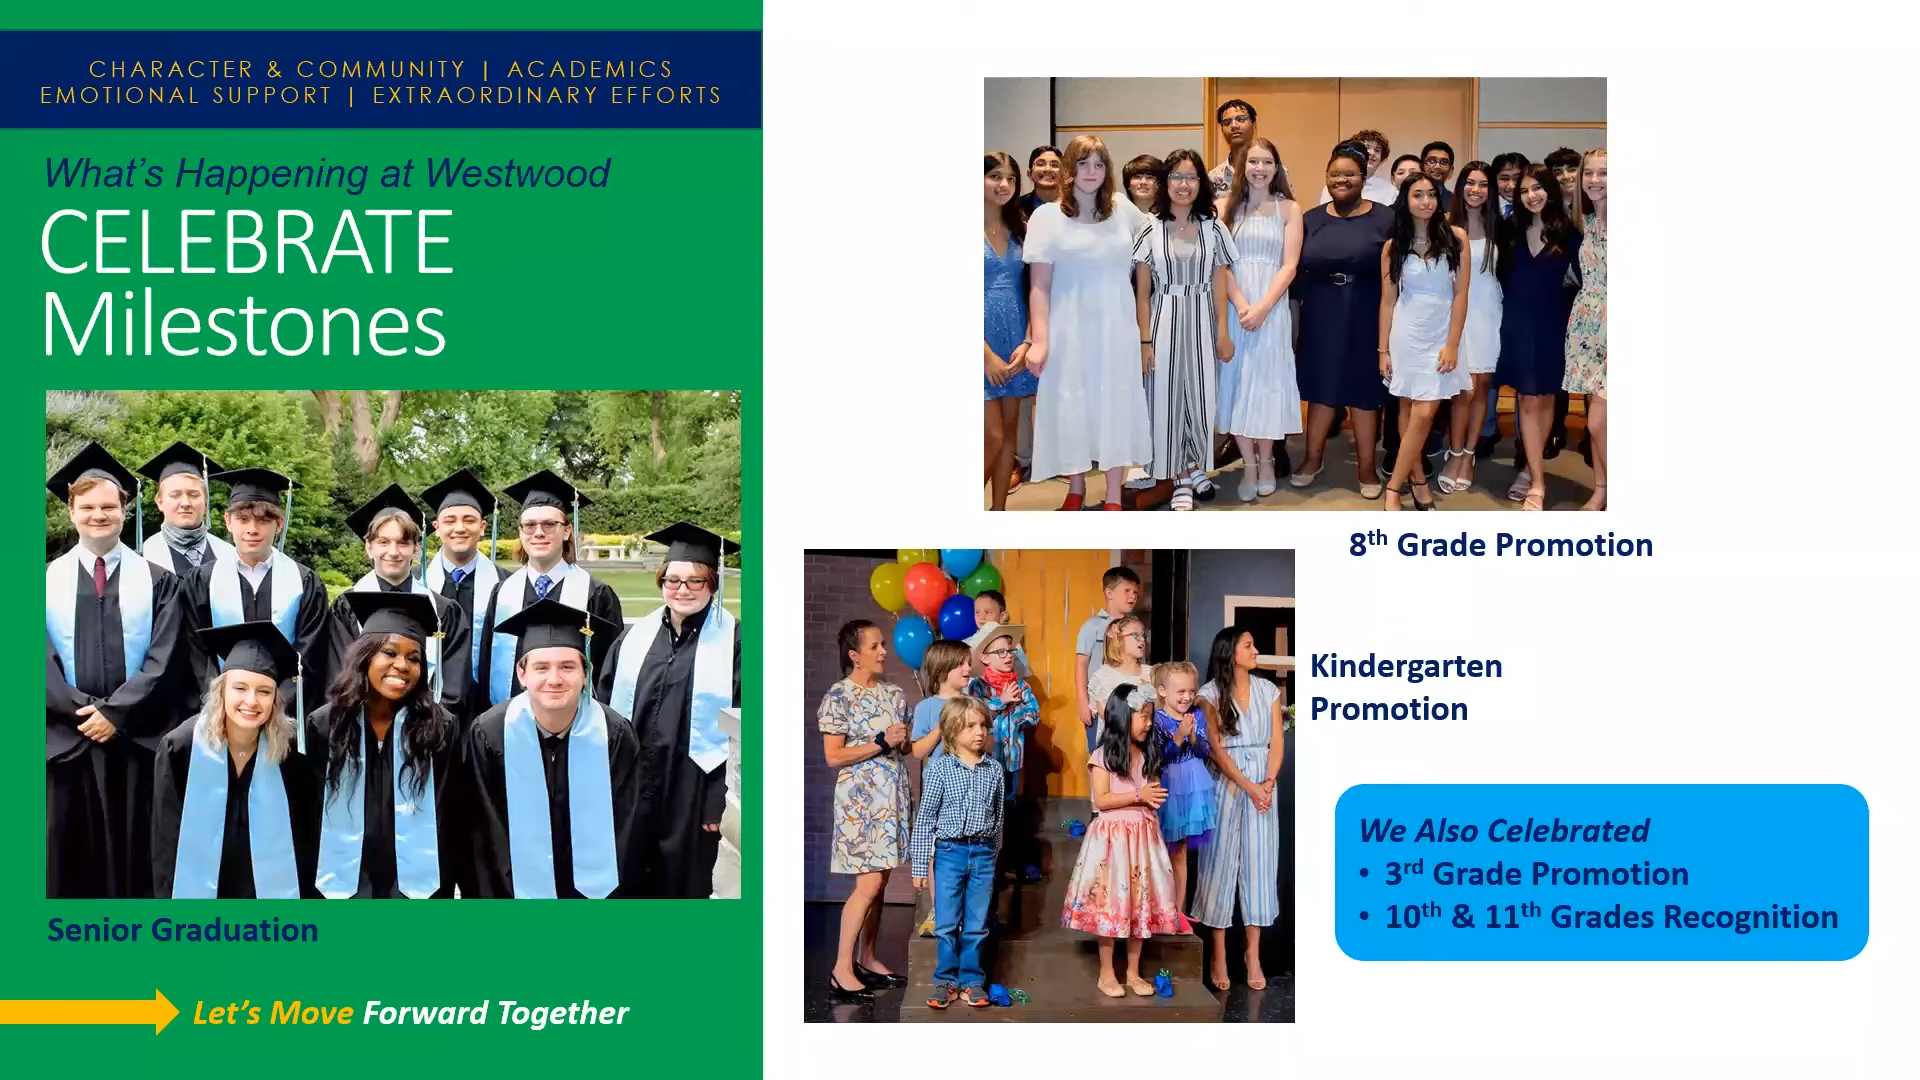 CHARACTER & COMMUNITY | ACADEMICS
EMOTIONAL SUPPORT | EXTRAORDINARY EFFORTS
What’s Happening at Westwood
CELEBRATE
Milestones
Senior Graduation
Let’s Move Forward Together
8th Grade Promotion
Kindergarten
Promotion
We Also Celebrated
• 3rd Grade Promotion
• 10th & 11th Grades Recognition